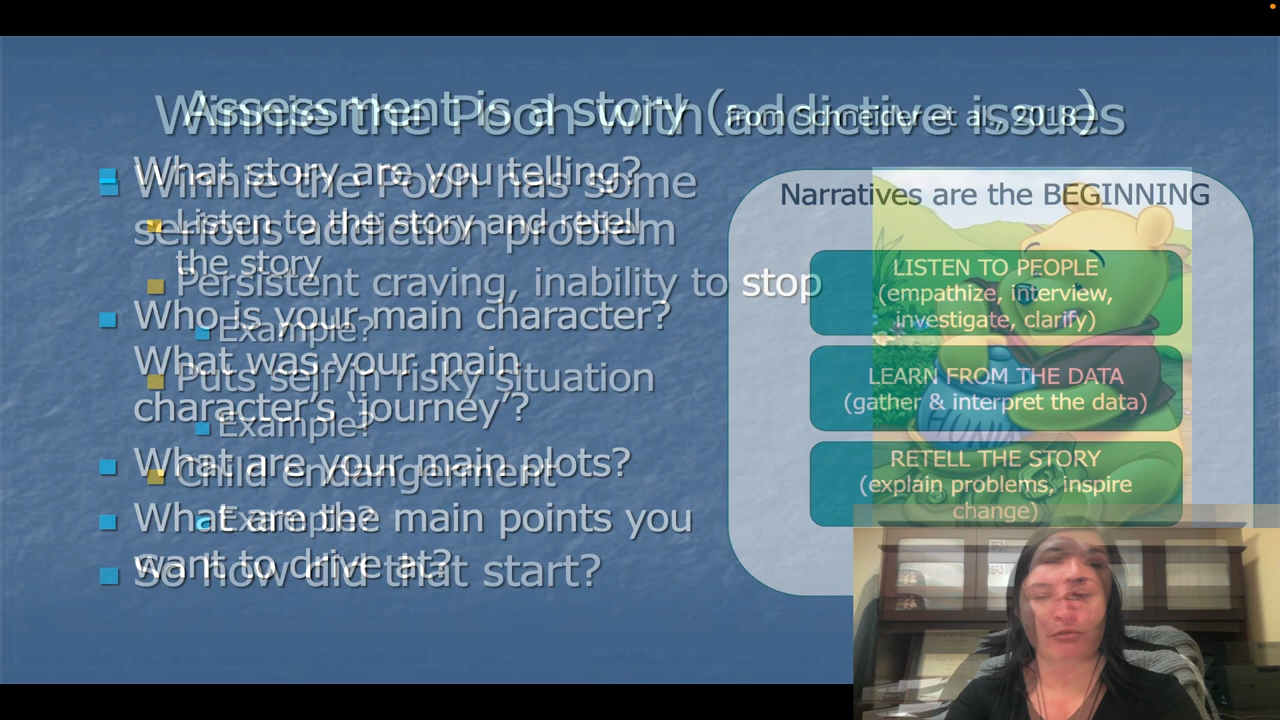 Assessment is a story (from Schneider et al., 2018)
What story are you telling?
Listen to the story and retell
the story
Who is your main character?
What was your main
character's 'journey'?
What are your main plots?
What are the main points you
want to drive at?
Narratives are the BEGINNING
LISTEN TO PEOPLE
(empathize, interview,
investigate, clarify)
LEARN FROM THE DATA
(gather & interpret the data)
RETELL THE STORY
(explain problems, inspire
change)
Winnie the Pooh with addictive issues
Winnie the Pooh has some
serious addiction problem
Persistent craving, inability to stop
Example?
Puts self in risky situation
Example?
Child endangerment
Example?
So how did that start?
HUNN